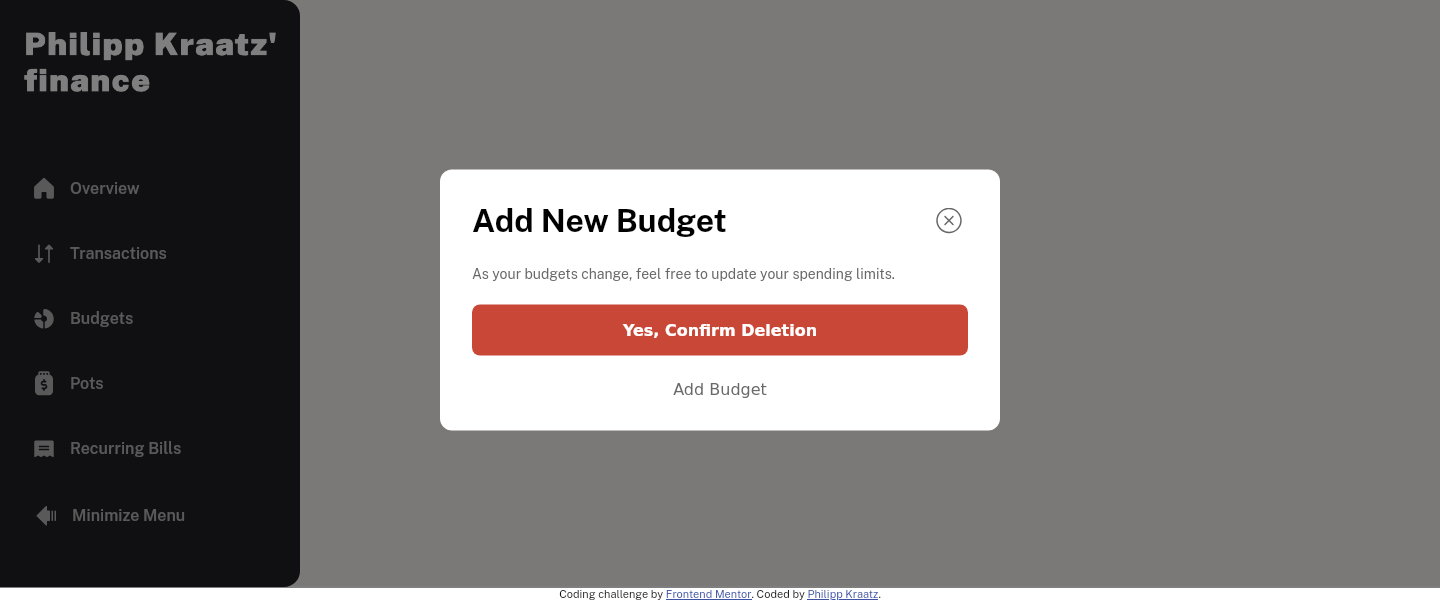 Philipp Kraatz'
finance
Overview
Transactions
Budgets
Pots
Recurring Bills
Minimize Menu
Add New Budget
As your budgets change, feel free to update your spending limits.
Yes, Confirm Deletion
Add Budget
Coding challenge by Frontend Mentor. Coded by Philipp Kraatz.